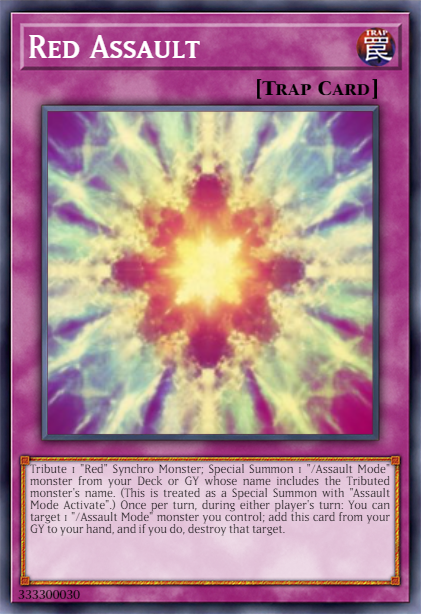 Red Assault
TRAP
罠
[Trap Card]
Tribute 1 "Red" Synchro Monster; Special Summon 1 "/Assault Mode"
monster from your Deck or GY whose name includes the Tributed
monster's name. (This is treated as a Special Summon with "Assault
Mode Activate".) Once per turn, during either player's turn: You can
target 1 "/Assault Mode" monster you control; add this card from your
GY to your hand, and if you do, destroy that target.
333300030